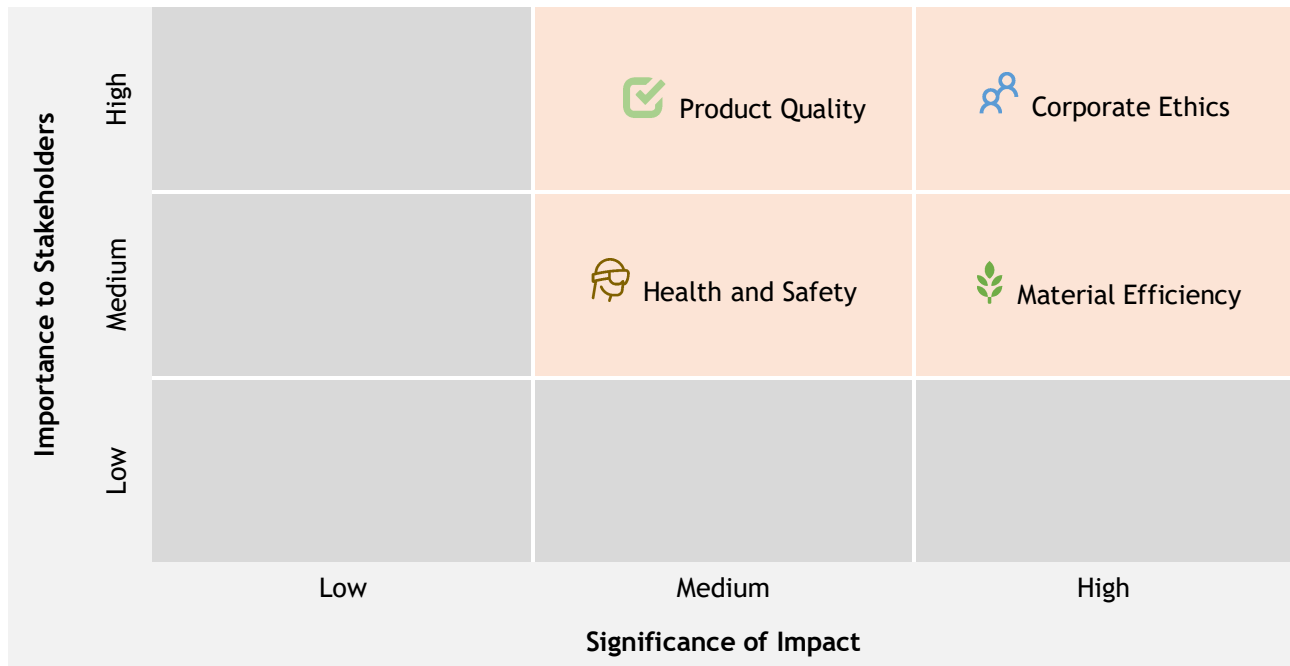 Importance to Stakeholders
High
Product Quality
Corporate Ethics
Medium
Health and Safety
Material Efficiency
Low
Low
Medium
High
Significance of Impact